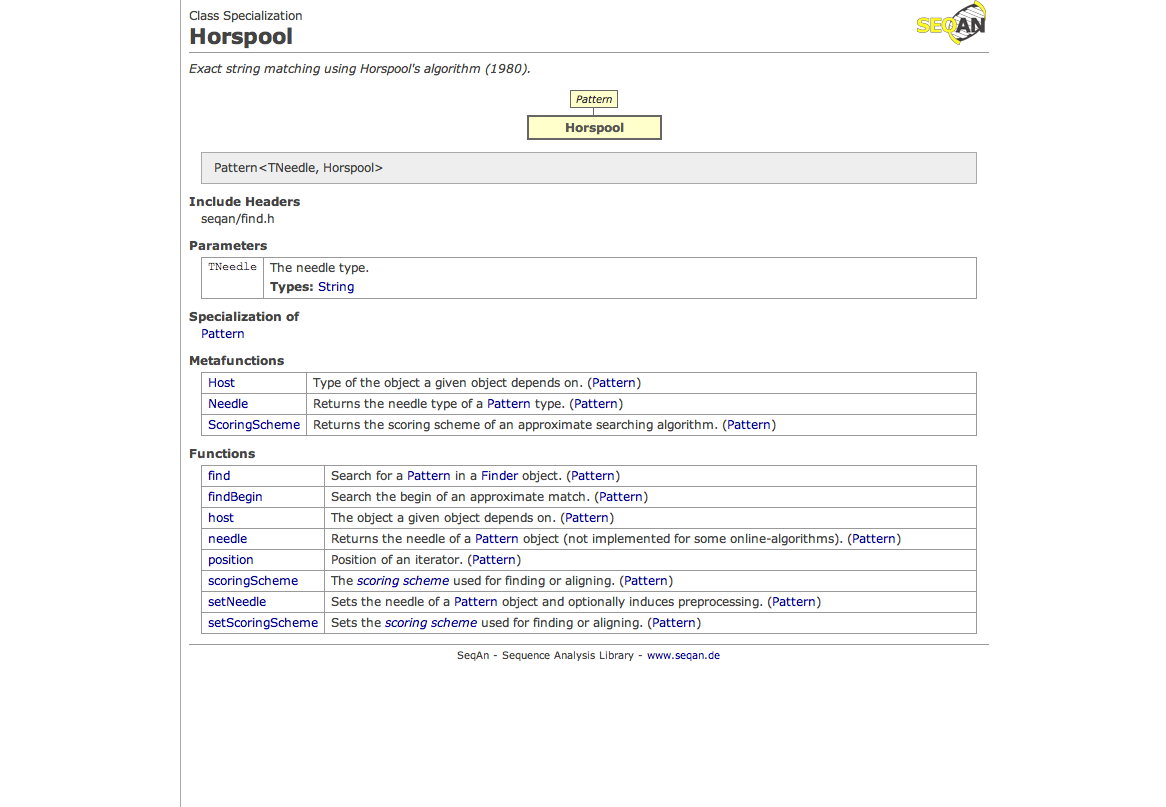 Class Specialization
Horspool
SEQAN
Exact string matching using Horspool's algorithm (1980).
Pattern
Horspool
Pattern<TNeedle, Horspool>
Include Headers
seqan/find.h
Parameters
TNeedle The needle type.
Types: String
Specialization of
Pattern
Metafunctions
Host Type of the object a given object depends on. (Pattern)
Needle Returns the needle type of a Pattern type. (Pattern)
ScoringScheme Returns the scoring scheme of an approximate searching algorithm. (Pattern)
Functions
find Search for a Pattern in a Finder object. (Pattern)
findBegin Search the begin of an approximate match. (Pattern)
host The object a given object depends on. (Pattern)
needle Returns the needle of a Pattern object (not implemented for some online-algorithms). (Pattern)
position Position of an iterator. (Pattern)
scoringScheme The scoring scheme used for finding or aligning. (Pattern)
setNeedle Sets the needle of a Pattern object and optionally induces preprocessing. (Pattern)
setScoringScheme Sets the scoring scheme used for finding or aligning. (Pattern)
SeqAn - Sequence Analysis Library - www.seqan.de